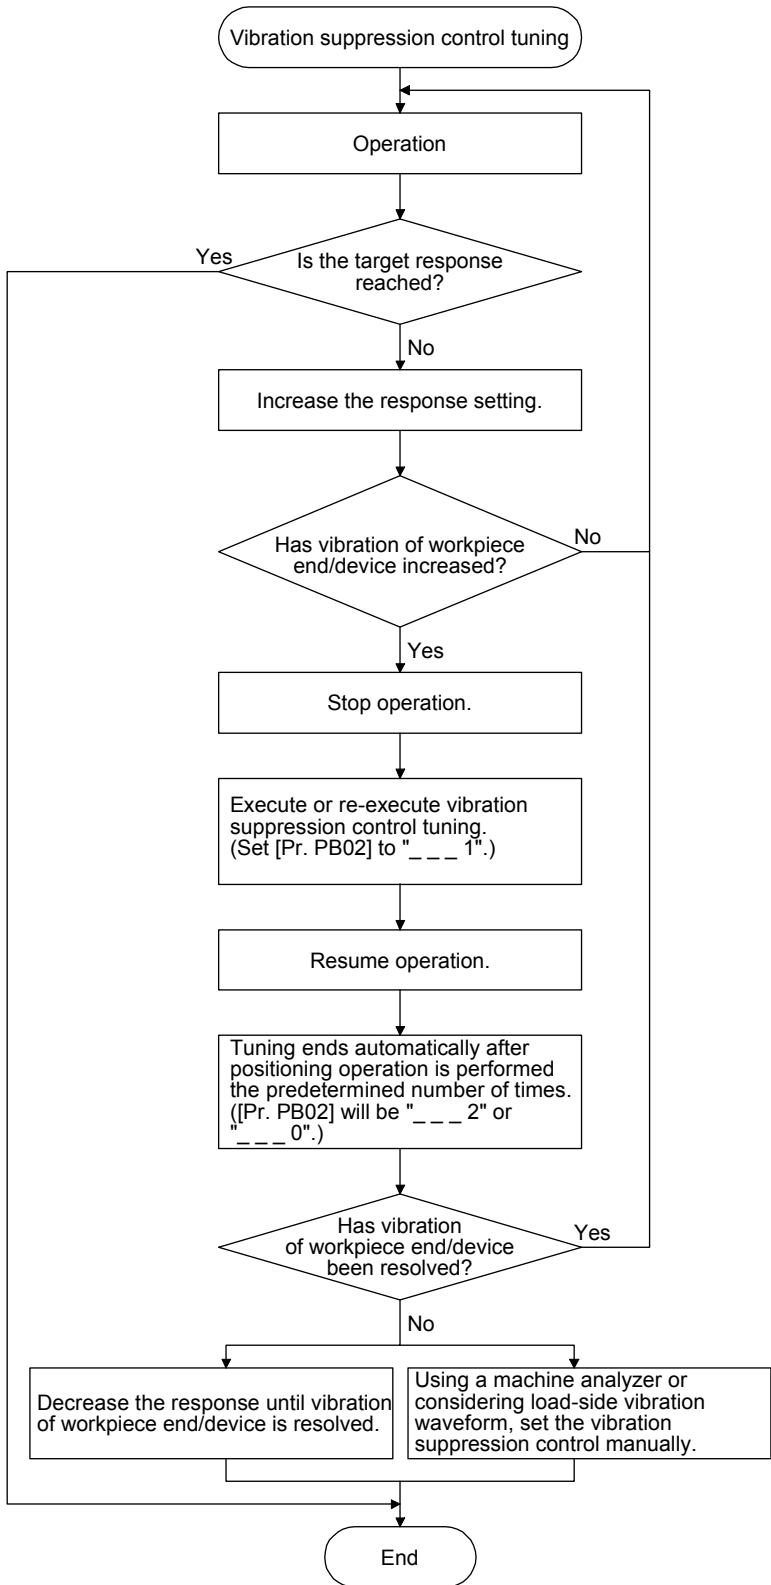 Vibration suppression control tuning
Operation
Yes
Is the target response
reached?
No
Increase the response setting.
Has vibration of workpiece
end/device increased?
No
Yes
Stop operation.
Execute or re-execute vibration
suppression control tuning.
(Set [Pr. PB02] to "_ _ _ 1".)
Resume operation.
Tuning ends automatically after
positioning operation is performed
the predetermined number of times.
([Pr. PB02] will be "_ _ _ 2" or
"_ _ _ 0".)
Has vibration
of workpiece end/device
been resolved?
Yes
No
Decrease the response until vibration
of workpiece end/device is resolved.
Using a machine analyzer or
considering load-side vibration
waveform, set the vibration
suppression control manually.
End